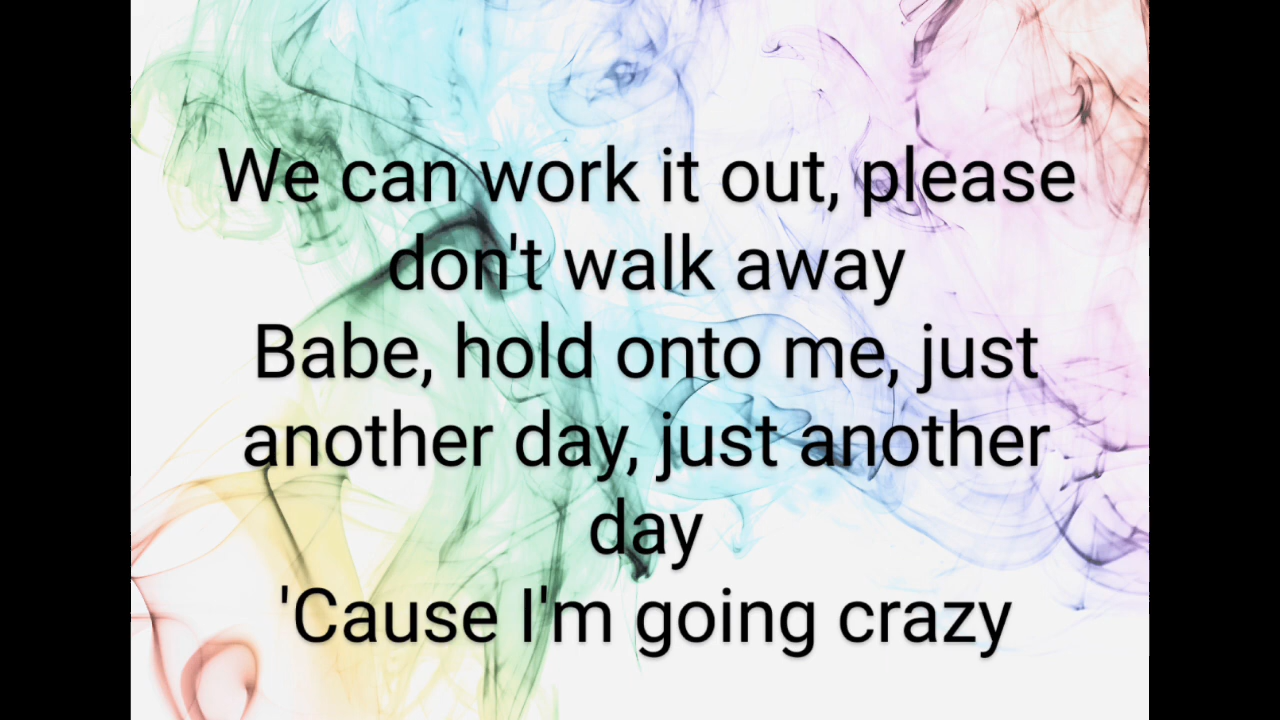 We can work it out, please
don't walk away
Babe, hold onto me, just
another day, just another
day
'Cause I'm going crazy